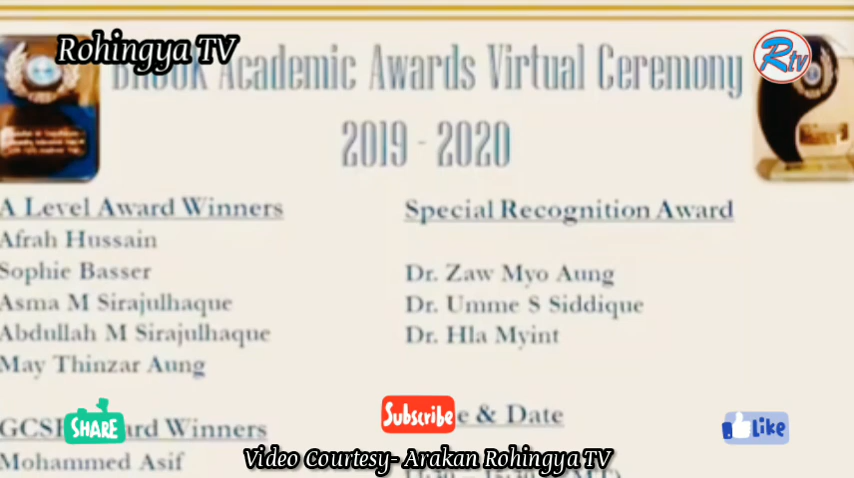 Rohingya TV
Rtv
Academic Awards Virtual Ceremony
2019 - 2020
A Level Award Winners
Afrah Hussain
Sophie Basser
Asma M Sirajulhaque
Abdullah M Sirajulhaque
May Thinzar Aung
Special Recognition Award
Dr. Zaw Myo Aung
Dr. Umme S Siddique
Dr. Hla Myint
Winners
Mohammed Asif
& Date
SHARE
Subscribe
Like
Video Courtesy- Arakan Rohingya TV